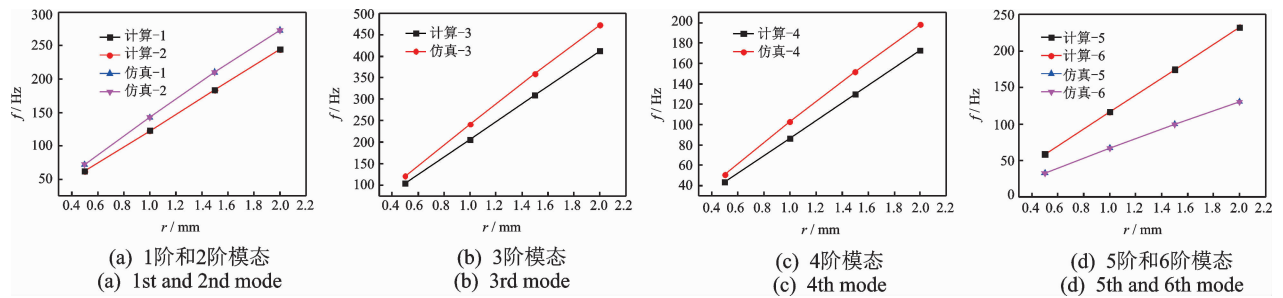 300
250
200
150
100
50
f / Hz
计算-1
计算-2
仿真-1
仿真-2
0.4 0.6 0.8 1.0 1.2 1.4 1.6 1.8 2.0 2.2
r / mm
(a) 1阶和2阶模态
(a) 1st and 2nd mode
500
450
400
350
300
250
200
150
100
f / Hz
计算-3
仿真-3
0.4 0.6 0.8 1.0 1.2 1.4 1.6 1.8 2.0 2.2
r / mm
(b) 3阶模态
(b) 3rd mode
200
180
160
140
120
100
80
60
40
f / Hz
计算-4
仿真-4
0.4 0.6 0.8 1.0 1.2 1.4 1.6 1.8 2.0 2.2
r / mm
(c) 4阶模态
(c) 4th mode
250
200
150
100
50
0
f / Hz
计算-5
计算-6
仿真-5
仿真-6
0.4 0.6 0.8 1.0 1.2 1.4 1.6 1.8 2.0 2.2
r / mm
(d) 5阶和6阶模态
(d) 5th and 6th mode